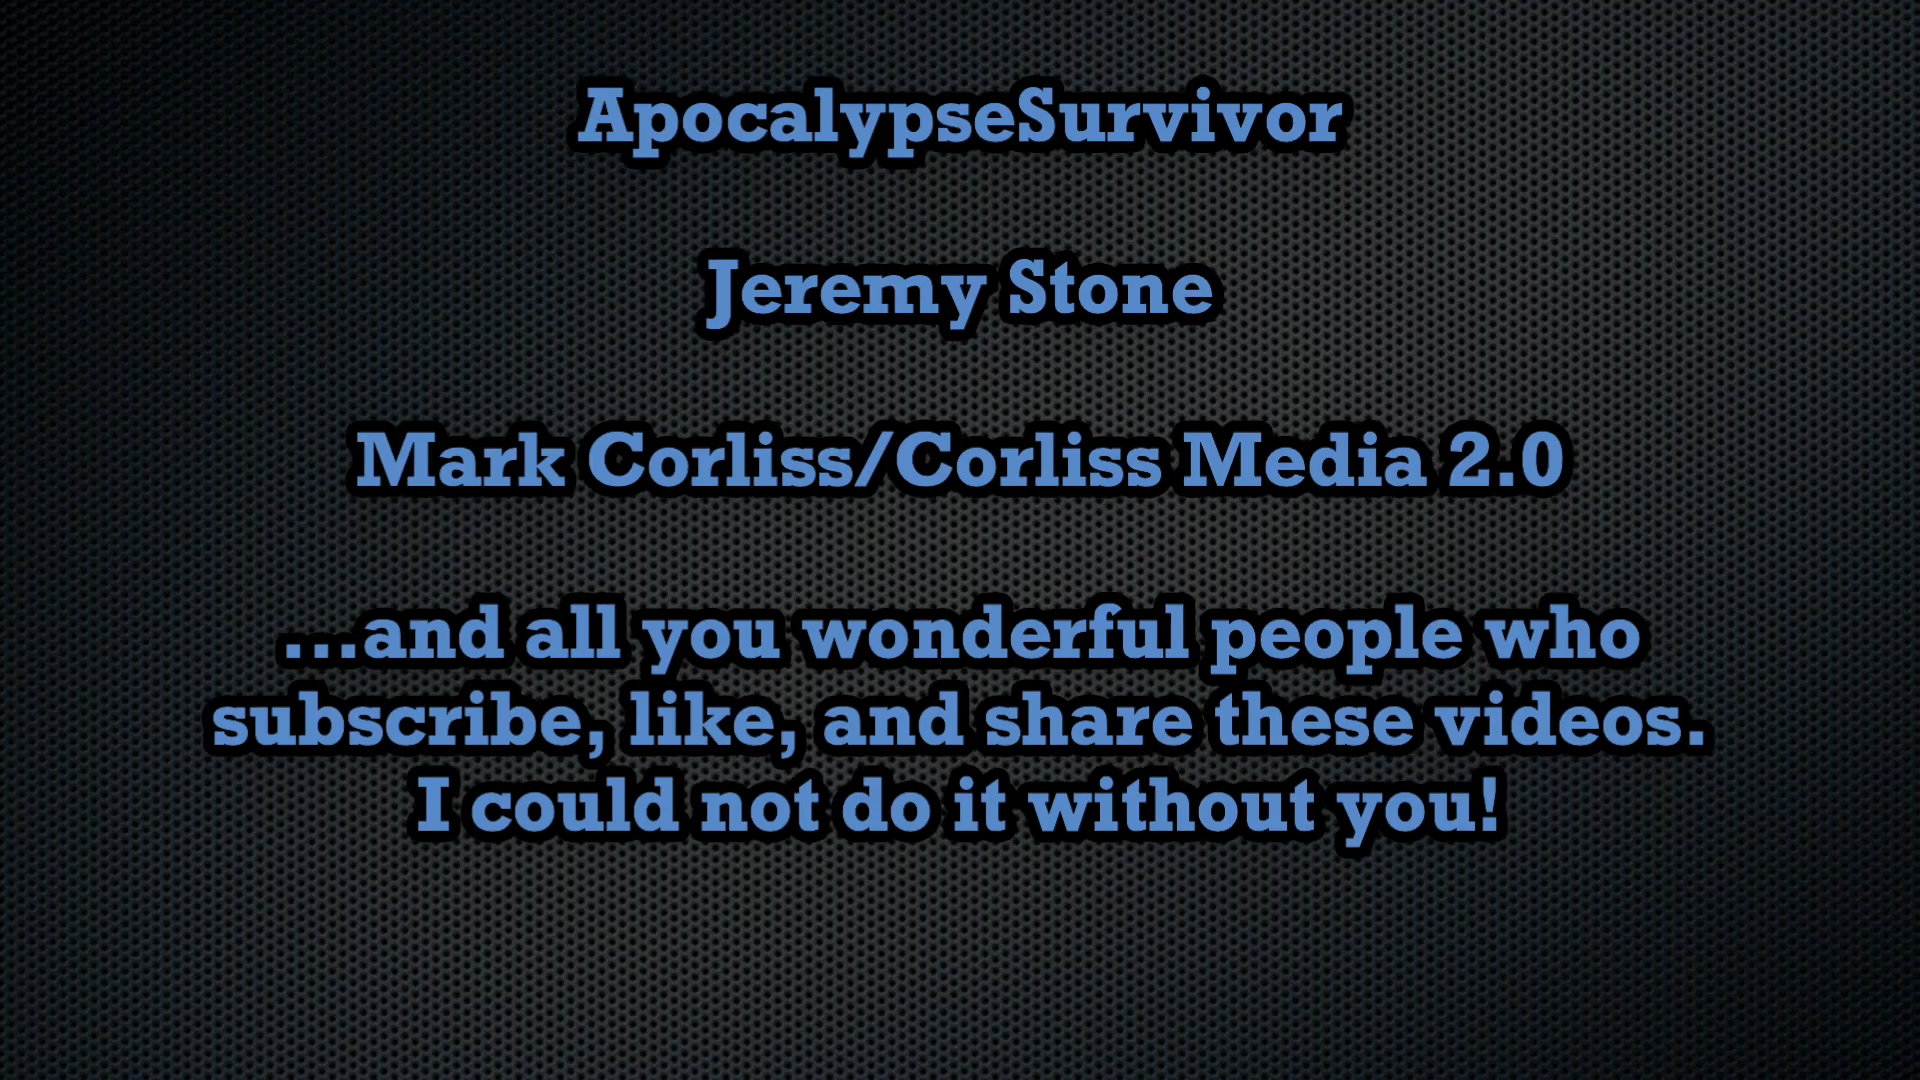 ApocalypseSurvivor
Jeremy Stone
Mark Corliss/Corliss Media 2.0
...and all you wonderful people who
subscribe, like, and share these videos.
I could not do it without you!